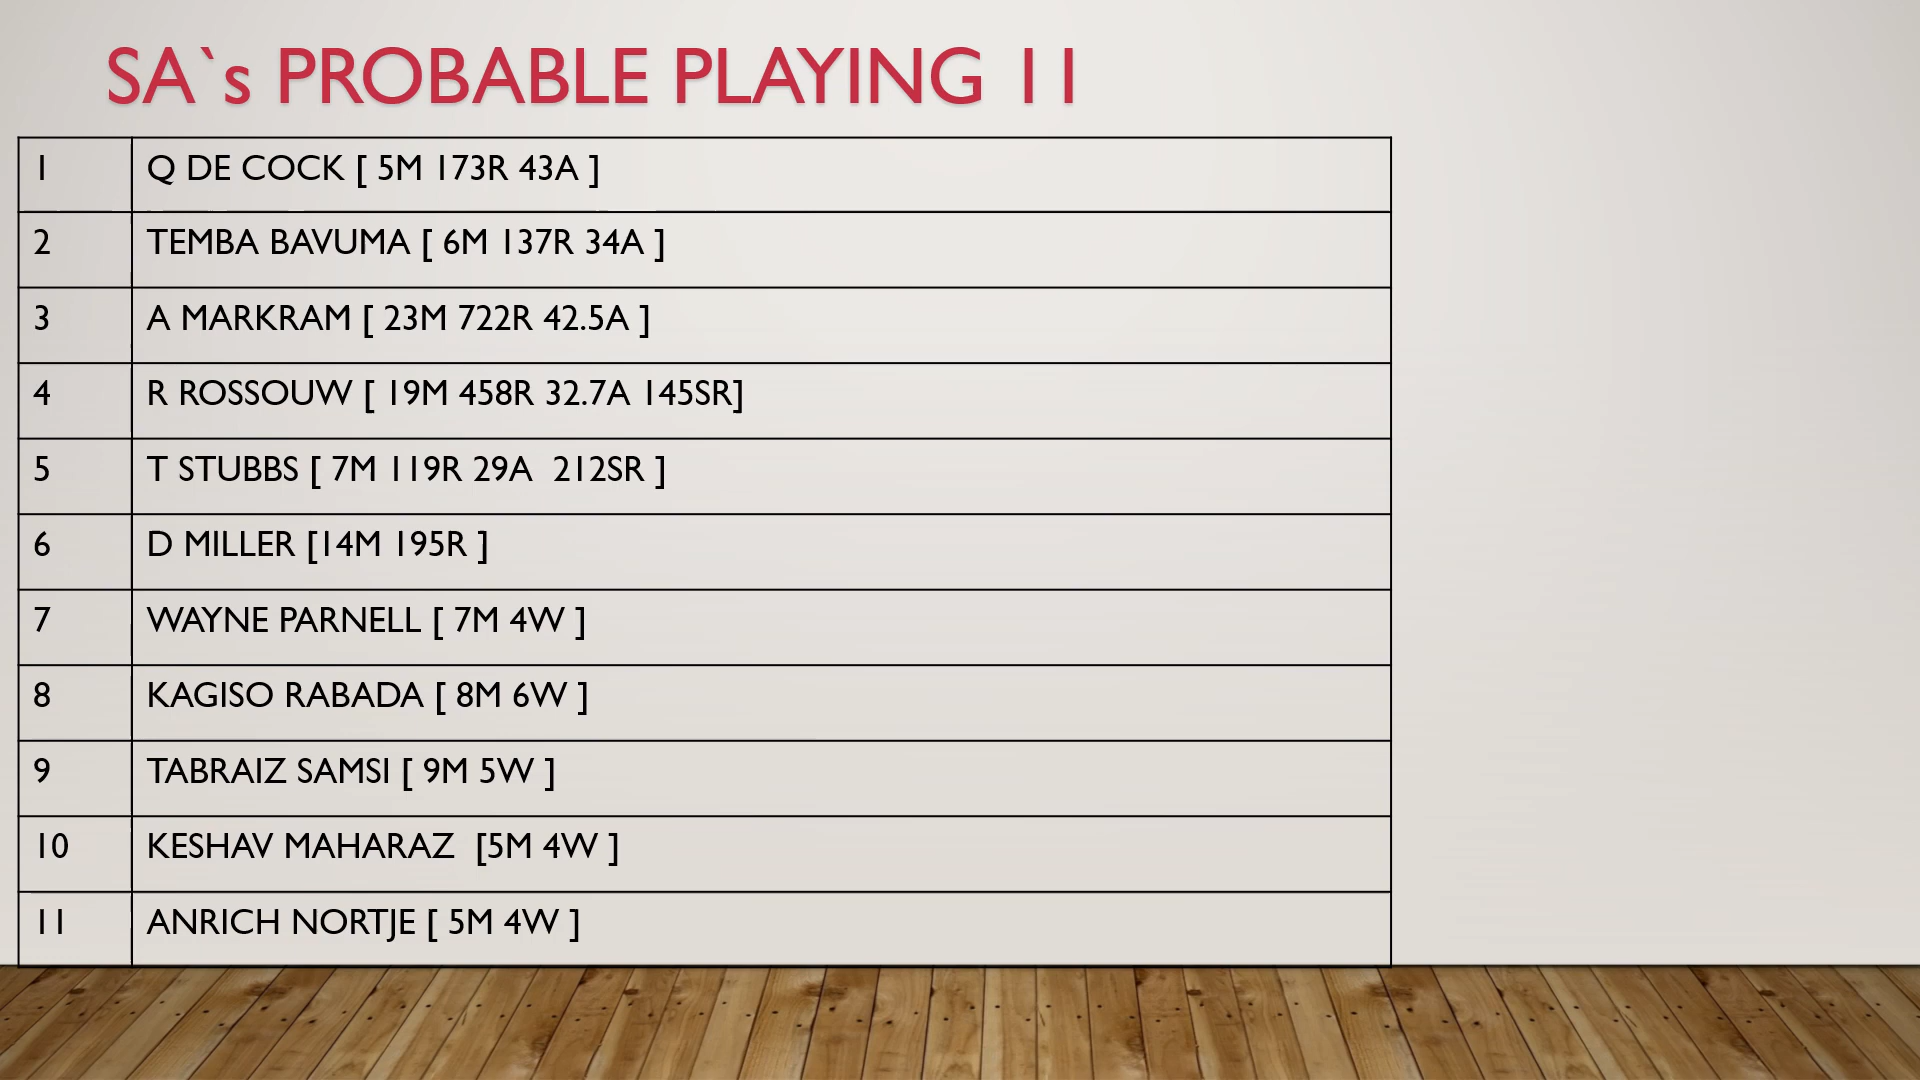 SA`s PROBABLE PLAYING 11
1 Q DE COCK [ 5M 173R 43A ]
2 TEMBA BAVUMA [ 6M 137R 34A ]
3 A MARKRAM [ 23M 722R 42.5A ]
4 R ROSSOUW [ 19M 458R 32.7A 145SR]
5 T STUBBS [ 7M 119R 29A  212SR ]
6 D MILLER [14M 195R ]
7 WAYNE PARNELL [ 7M 4W ]
8 KAGISO RABADA [ 8M 6W ]
9 TABRAIZ SAMSI [ 9M 5W ]
10 KESHAV MAHARAZ  [5M 4W ]
11 ANRICH NORTJE [ 5M 4W ]